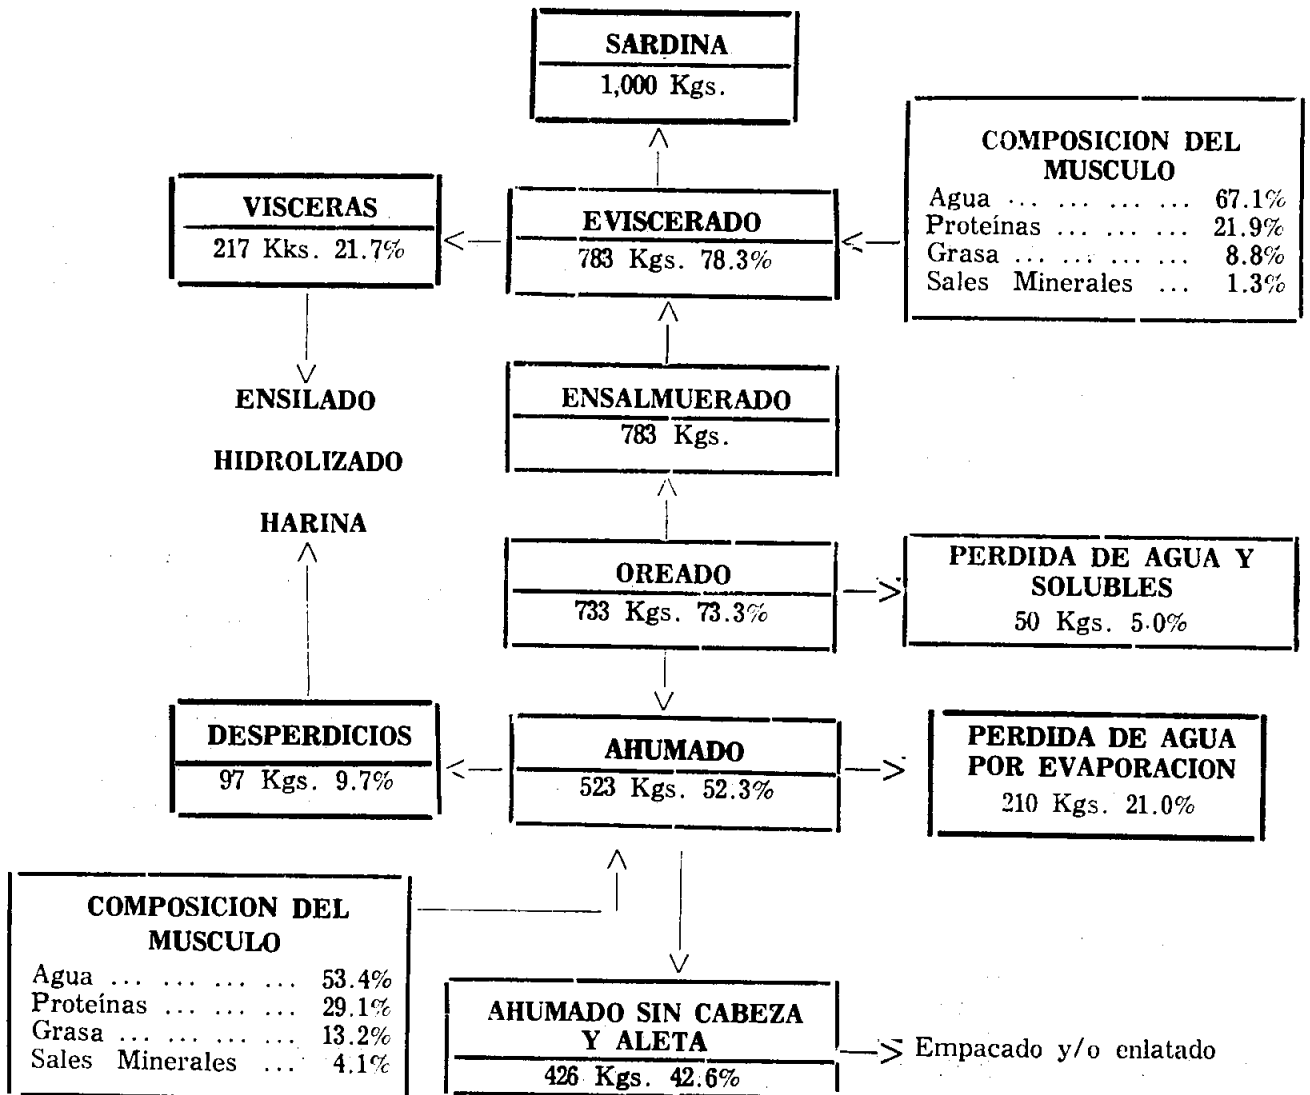 SARDINA
1,000 Kgs.
COMPOSICION DEL
MUSCULO
Agua ... ... ... ... 67.1%
Proteínas ... ... ... 21.9%
Grasa ... ... ... ... 8.8%
Sales Minerales ... 1.3%
VISCERAS
217 Kks. 21.7%
EVISCERADO
783 Kgs. 78.3%
ENSILADO
HIDROLIZADO
HARINA
ENSALMUERADO
783 Kgs.
OREADO
733 Kgs. 73.3%
PERDIDA DE AGUA Y
SOLUBLES
50 Kgs. 5.0%
DESPERDICIOS
97 Kgs. 9.7%
AHUMADO
523 Kgs. 52.3%
PERDIDA DE AGUA
POR EVAPORACION
210 Kgs. 21.0%
COMPOSICION DEL
MUSCULO
Agua ... ... ... ... 53.4%
Proteínas ... ... ... 29.1%
Grasa ... ... ... ... 13.2%
Sales Minerales ... 4.1%
AHUMADO SIN CABEZA
Y ALETA
426 Kgs. 42.6%
Empacado y/o enlatado